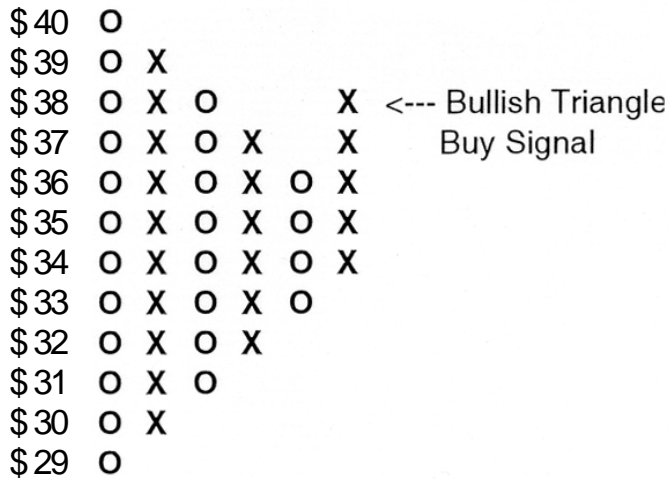 $40 O
$39 O X
$38 O X O X <--- Bullish Triangle
$37 O X O X X Buy Signal
$36 O X O X O X
$35 O X O X O X
$34 O X O X O X
$33 O X O X O
$32 O X O X
$31 O X O
$30 O X
$29 O